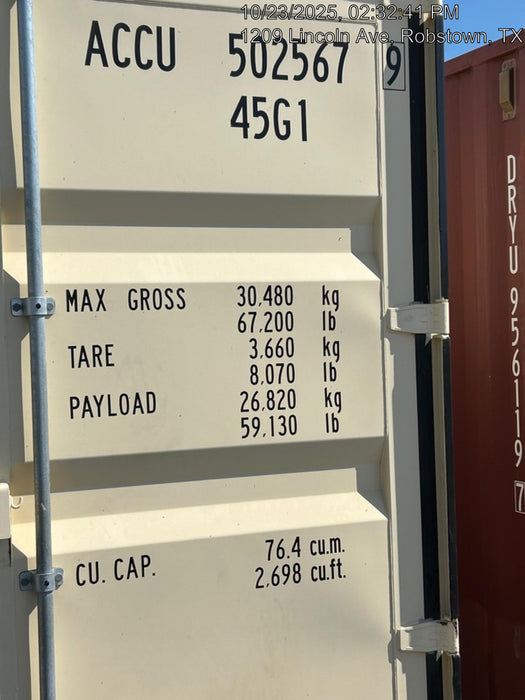 10/23/2025, 02:32:41 PM
1209 Lincoln Ave, Robstown, TX
ACCU 502567 9
45G1
MAX GROSS 30.480 kg
67.200 lb
TARE 3.660 kg
8.070 lb
PAYLOAD 26.820 kg
59.130 lb
CU. CAP. 76.4 cu.m.
2,698 cu.ft.
DRYU 956119 7